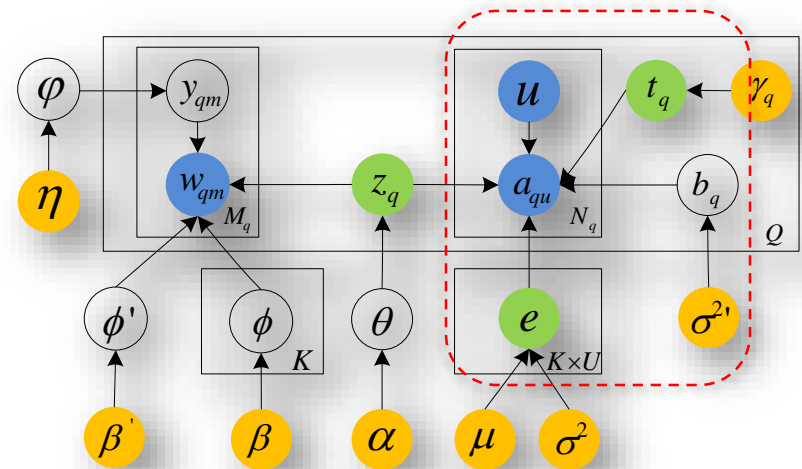 φ
y_qm
u
t_q
γ_q
η
w_qm
z_q
a_qu
b_q
M_q
N_q
Q
ϕ'
ϕ
θ
e
σ²'
K
K×U
β'
β
α
μ
σ²